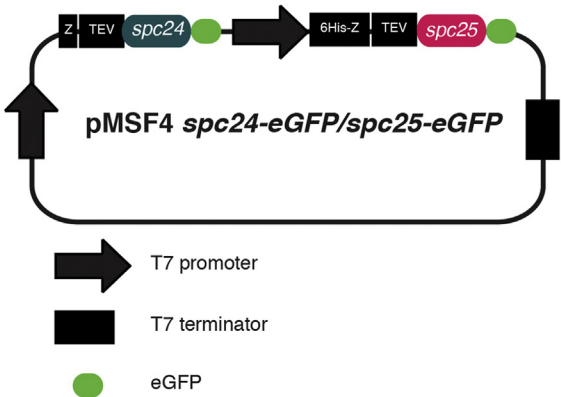 Z TEV spc24 6His-Z TEV spc25
pMSF4 spc24-eGFP/spc25-eGFP
T7 promoter
T7 terminator
eGFP